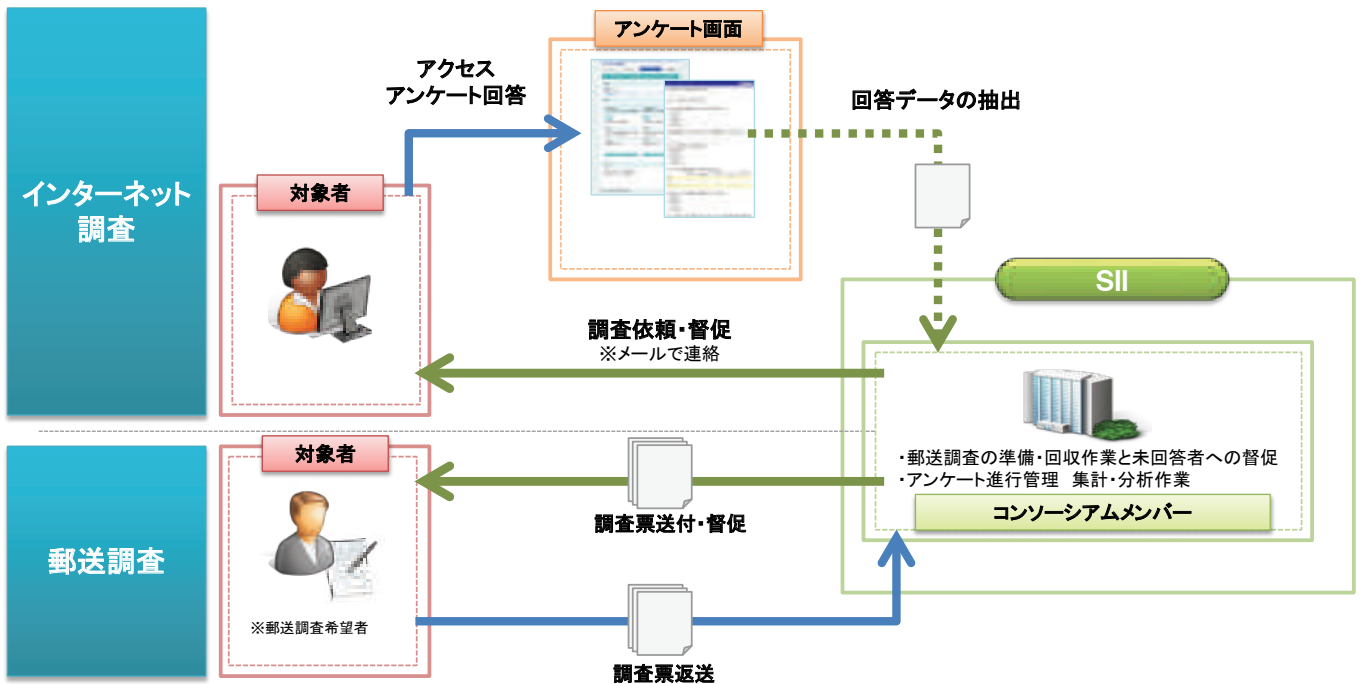 アンケート画面
アクセス
アンケート回答
回答データの抽出
インターネット
調査
対象者
SII
調査依頼・督促
※メールで連絡
・郵送調査の準備・回収作業と未回答者への督促
・アンケート進行管理　集計・分析作業
コンソーシアムメンバー
郵送調査
対象者
※郵送調査希望者
調査票送付・督促
調査票返送